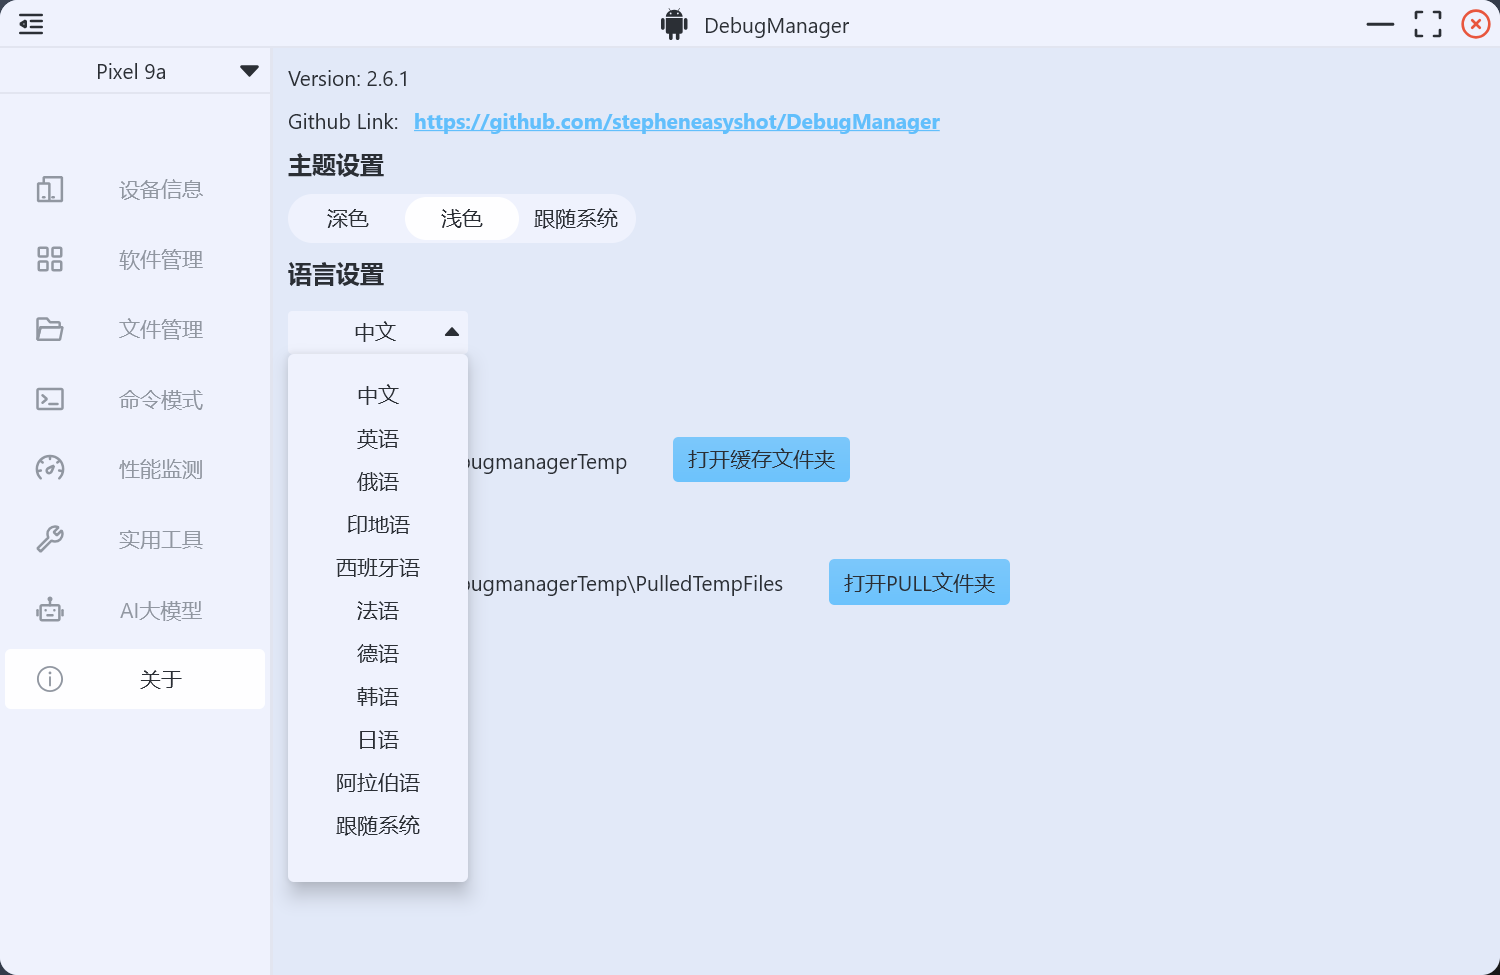 DebugManager
Pixel 9a
设备信息
软件管理
文件管理
命令模式
性能监测
实用工具
AI大模型
关于
Version: 2.6.1
Github Link: https://github.com/stepheneasyshot/DebugManager
主题设置
深色 浅色 跟随系统
语言设置
中文
中文
英语
俄语
印地语
西班牙语
法语
德语
韩语
日语
阿拉伯语
跟随系统
bugmanagerTemp 打开缓存文件夹
bugmanagerTemp\PulledTempFiles 打开PULL文件夹